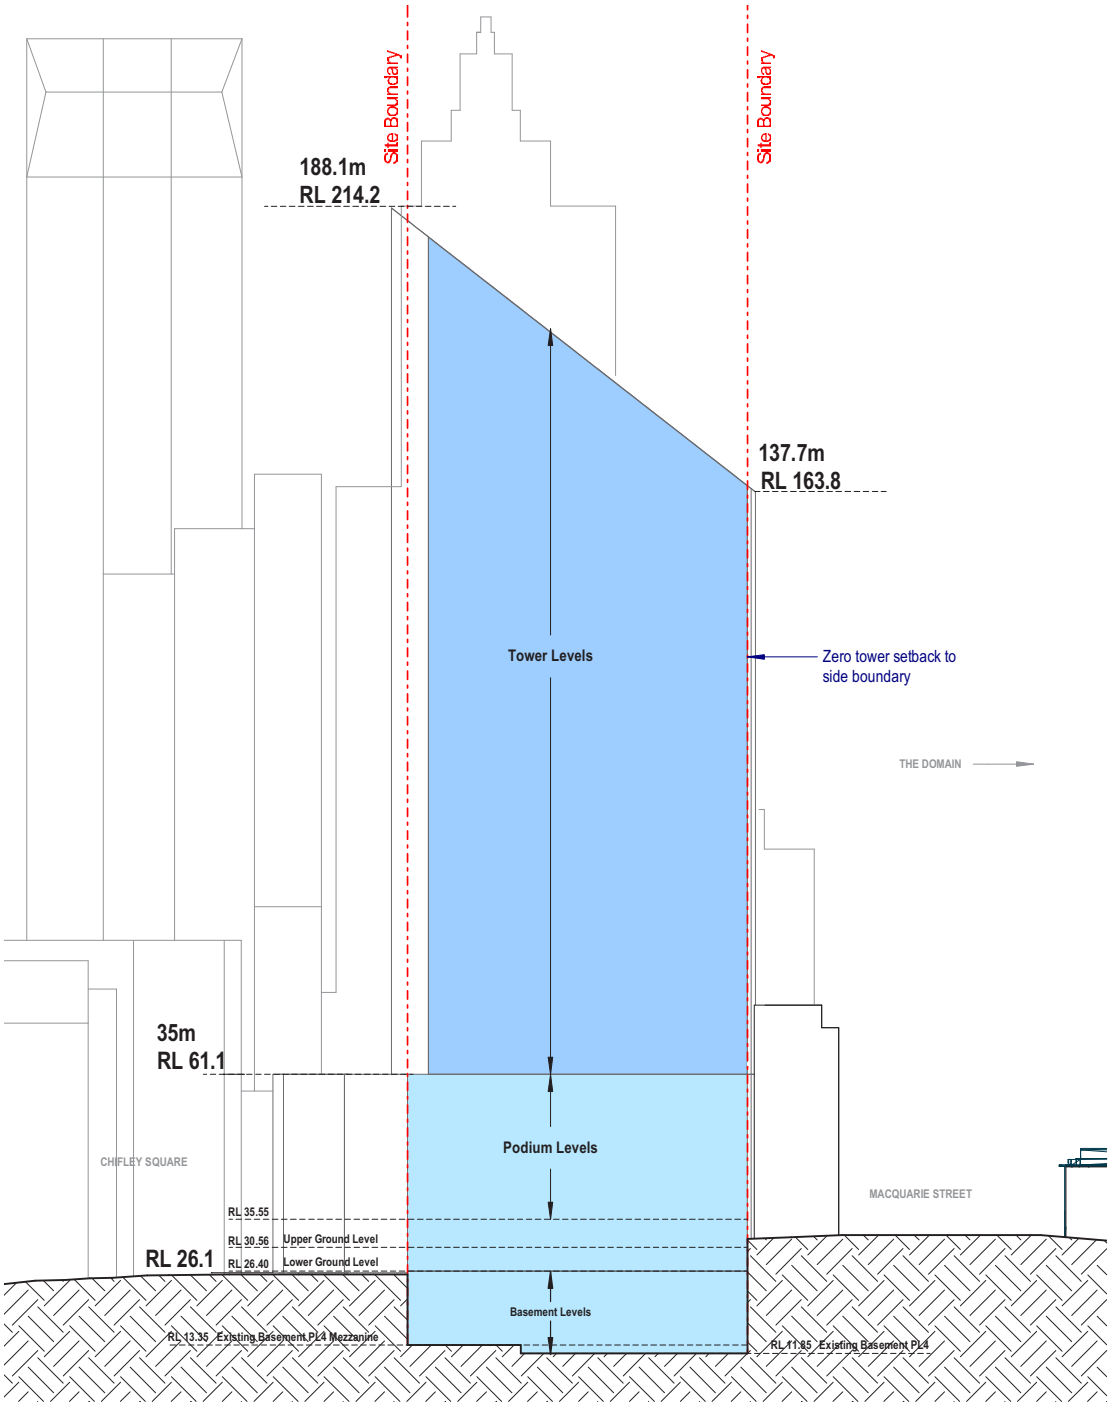 Site Boundary
Site Boundary
188.1m
RL 214.2
137.7m
RL 163.8
Tower Levels
Zero tower setback to
side boundary
THE DOMAIN
35m
RL 61.1
Podium Levels
CHIFLEY SQUARE
MACQUARIE STREET
RL 35.55
RL 30.56 Upper Ground Level
RL 26.1
RL 26.40 Lower Ground Level
Basement Levels
RL 13.35 Existing Basement PL4 Mezzanine
RL 11.85 Existing Basement PL4